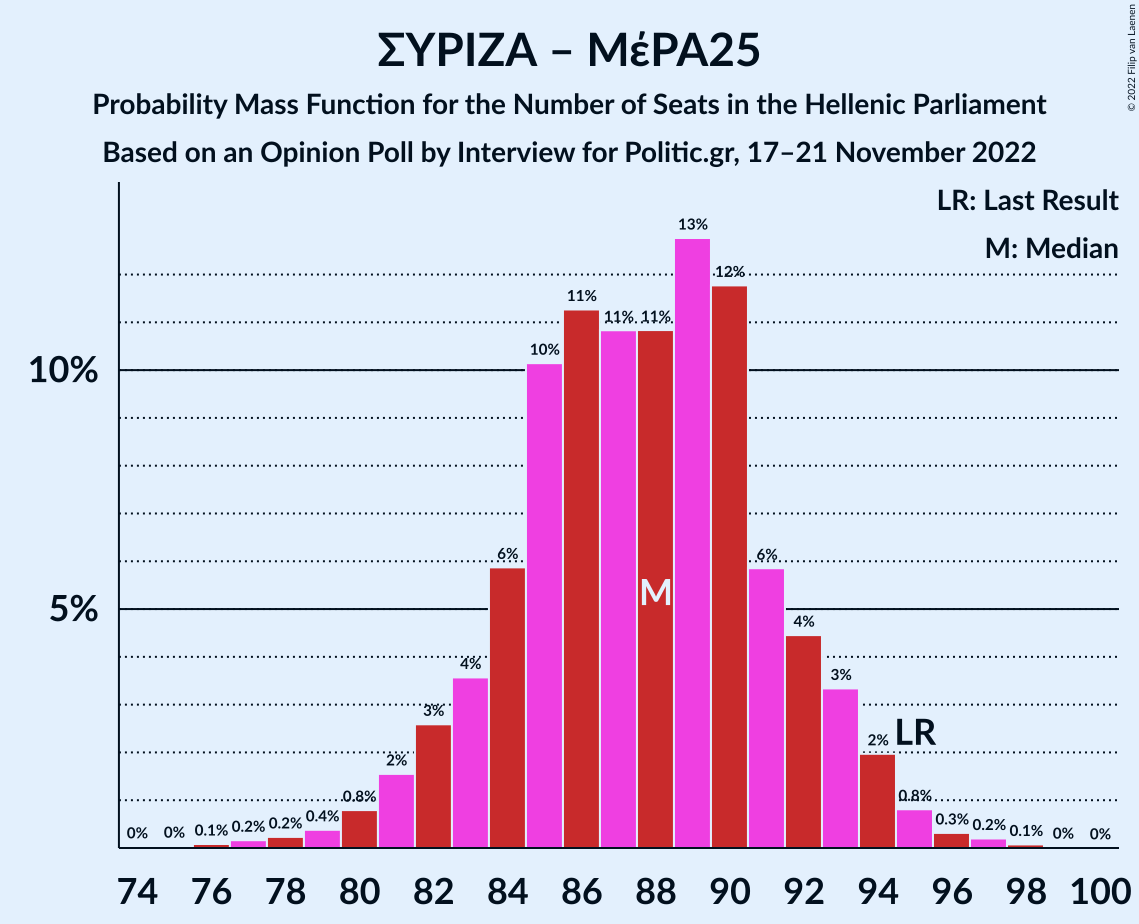 ΣΥΡΙΖΑ – ΜέΡΑ25
Probability Mass Function for the Number of Seats in the Hellenic Parliament
Based on an Opinion Poll by Interview for Politic.gr, 17–21 November 2022
© 2022 Filip van Laenen
LR: Last Result
M: Median
10%
5%
0% 0% 0.1% 0.2% 0.2% 0.4% 0.8% 2% 3% 4% 6% 10% 11% 11% 11% 13% 12% 6% 4% 3% 2% 0.8% 0.3% 0.2% 0.1% 0% 0%
M
LR
74 76 78 80 82 84 86 88 90 92 94 96 98 100